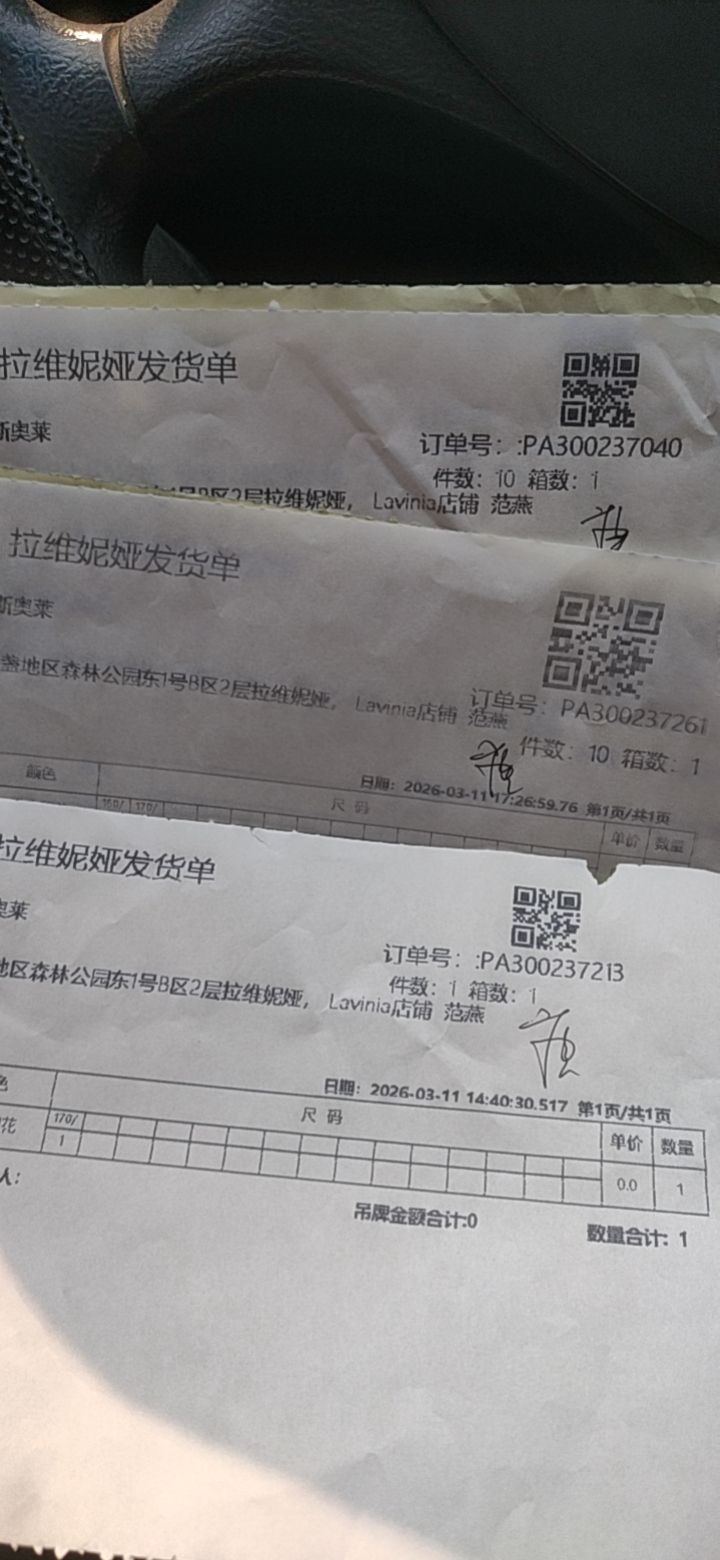 拉维妮娅发货单
斯奥莱
订单号：:PA300237040
件数：10 箱数：1
1号B区2层拉维妮娅， Lavinia店铺 范燕
拉维妮娅发货单
斯奥莱
地区森林公园东1号B区2层拉维妮娅， Lavinia店铺 范燕
订单号：PA300237261
件数：10 箱数：1
日期：2026-03-11 17:26:59.76 第1页/共1页
颜色 尺 码 单价 数量
160/ 170/
拉维妮娅发货单
奥莱
订单号：:PA300237213
件数：1 箱数：1
地区森林公园东1号B区2层拉维妮娅， Lavinia店铺 范燕
日期：2026-03-11 14:40:30.517 第1页/共1页
色 尺 码 单价 数量
花 170/
1 0.0 1
人：
吊牌金额合计:0 数量合计：1